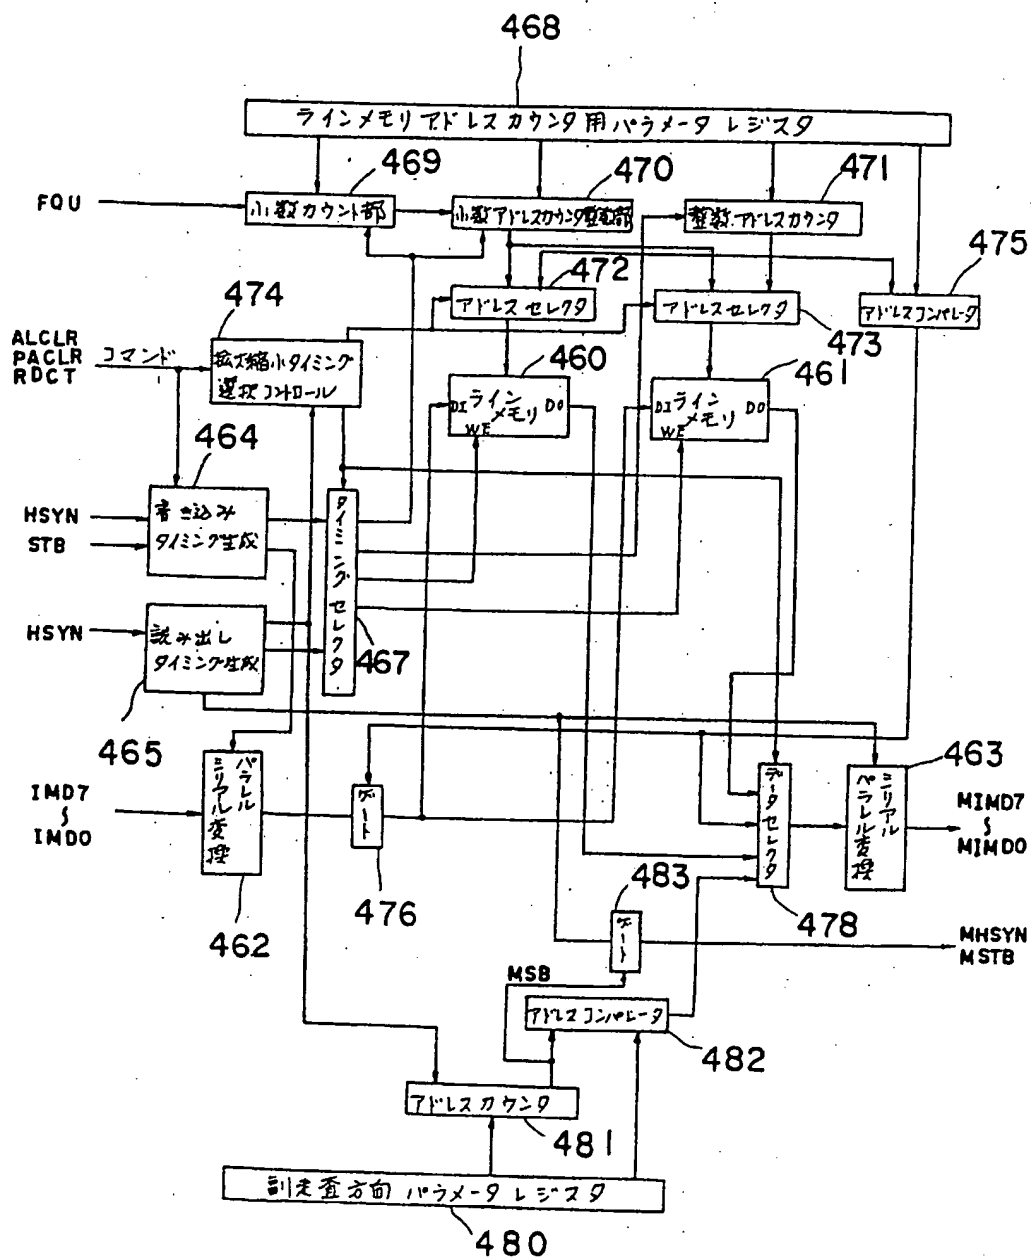 468
ラインメモリアドレスカウンタ用パラメータレジスタ
469
470
471
FQU
小数カウント部
小数アドレスカウンタ整数部
整数アドレスカウンタ
475
472
474
アドレスセレクタ
アドレスセレクタ
アドレスコンパレータ
473
ALCLR
PACLR
RDCT
コマンド
拡大縮小タイミング
選択コントロール
460
461
DI
ライン
メモリ
DO
WE
DI
ライン
メモリ
DO
WE
464
HSYN
STB
書き込み
タイミング生成
タイミングセレクタ
467
HSYN
読み出し
タイミング生成
465
463
IMD7
〜
IMD0
パラレル
シリアル変換
462
ゲート
476
データセレクタ
478
シリアル
パラレル変換
MIMD7
〜
MIMD0
483
ゲート
MHSYN
MSTB
MSB
アドレスコンパレータ
482
アドレスカウンタ
481
副走査方向パラメータレジスタ
480